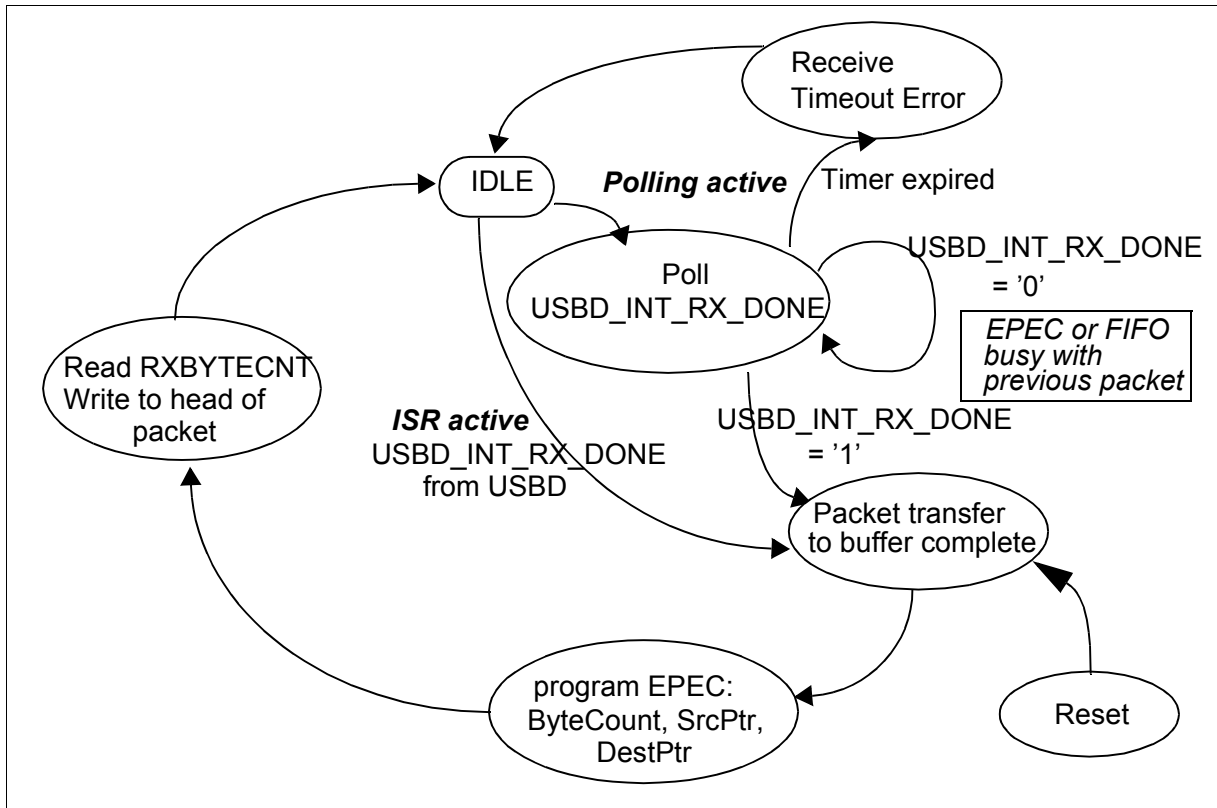 Receive
Timeout Error
IDLE
Polling active
Timer expired
Poll
USBD_INT_RX_DONE
USBD_INT_RX_DONE
= '0'
EPEC or FIFO
busy with
previous packet
Read RXBYTECNT
Write to head of
packet
ISR active
USBD_INT_RX_DONE
from USBD
USBD_INT_RX_DONE
= '1'
Packet transfer
to buffer complete
program EPEC:
ByteCount, SrcPtr,
DestPtr
Reset